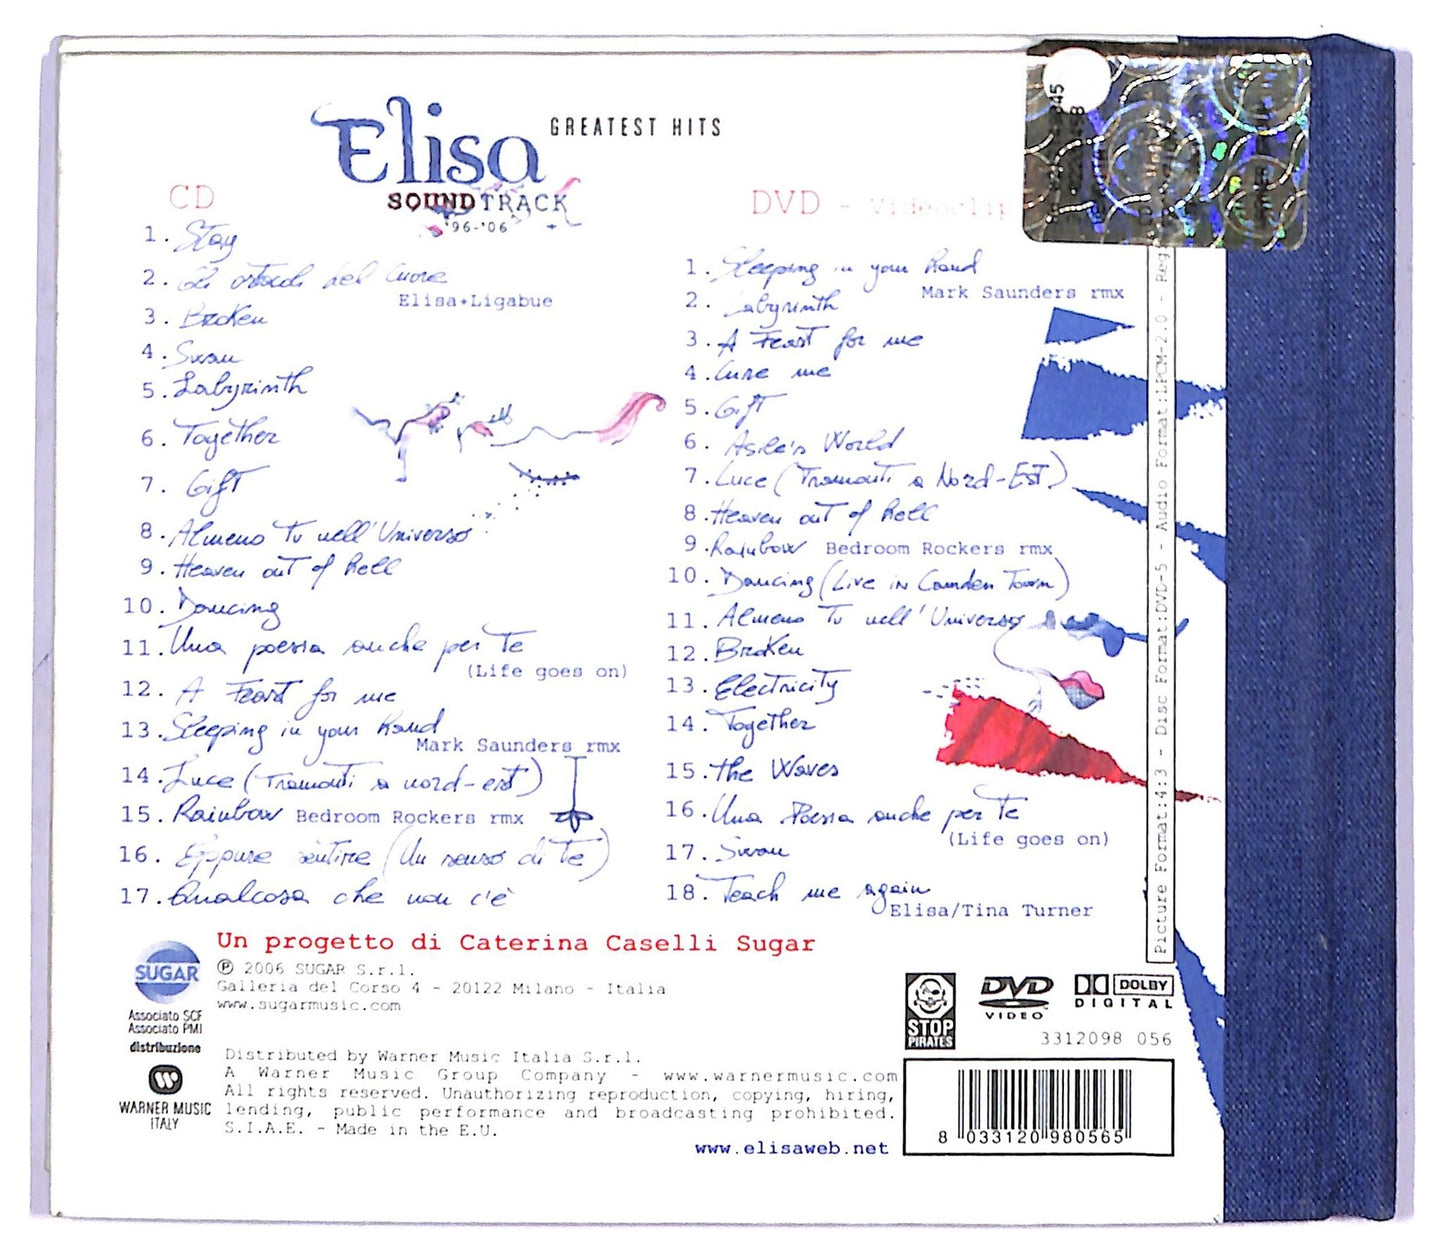 Elisa GREATEST HITS
SOUNDTRACK
'96-'06
CD
1. Stay
2. Gli ostacoli del Cuore
Elisa+Ligabue
3. Broken
4. Swan
5. Labyrinth
6. Together
7. Gift
8. Almeno Tu nell'Universo
9. Heaven out of hell
10. Dancing
11. Una poesia anche per Te
(Life goes on)
12. A Feast for me
13. Sleeping in your hand
Mark Saunders rmx
14. Luce (Tramonti a nord-est)
15. Rainbow Bedroom Rockers rmx
16. Eppure sentire (Un senso di te)
17. Qualcosa che non c'è
DVD - Videoclip
1. Sleeping in your hand
Mark Saunders rmx
2. Labyrinth
3. A Feast for me
4. Cure me
5. Gift
6. Asile's World
7. Luce (Tramonti a Nord-Est)
8. Heaven out of hell
9. Rainbow Bedroom Rockers rmx
10. Dancing (Live in Camden Town)
11. Almeno Tu nell'Universo
12. Broken
13. Electricity
14. Together
15. the Waves
16. Una Poesia anche per Te
(Life goes on)
17. Swan
18. Teach me again
Elisa/Tina Turner
Picture Format:4:3 - Disc Format:DVD-5 - Audio Format:LPCM-2.0 - Reg
Un progetto di Caterina Caselli Sugar
SUGAR
℗ 2006 SUGAR S.r.l.
Galleria del Corso 4 - 20122 Milano - Italia
www.sugarmusic.com
Associato SCF
Associato PMI
distribuzione
WARNER MUSIC
ITALY
Distributed by Warner Music Italia S.r.l.
A Warner Music Group Company - www.warnermusic.com
All rights reserved. Unauthorizing reproduction, copying, hiring,
lending, public performance and broadcasting prohibited.
S.I.A.E. - Made in the E.U.
www.elisaweb.net
STOP
PIRATES
DVD
VIDEO
DOLBY
DIGITAL
3312098 056
8 033120 980565